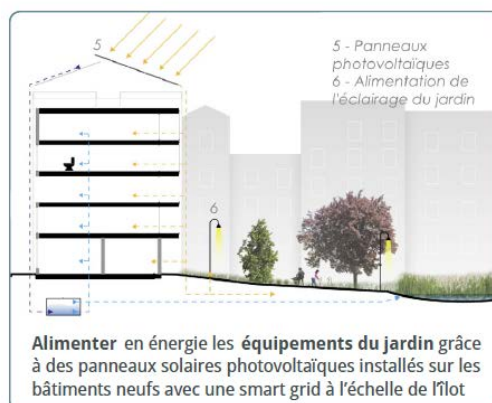 5
5 - Panneaux
photovoltaïques
6 - Alimentation de
l'éclairage du jardin
6
Alimenter en énergie les équipements du jardin grâce
à des panneaux solaires photovoltaïques installés sur les
bâtiments neufs avec une smart grid à l'échelle de l'îlot